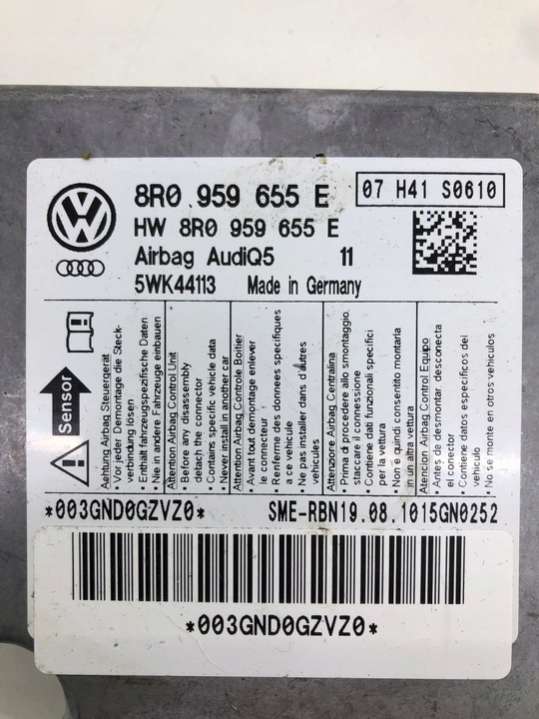 8R0 959 655 E
07 H41 S0610
HW 8R0 959 655 E
Airbag AudiQ5 11
5WK44113 Made in Germany
Sensor
Achtung Airbag Steuergerät
• Vor jeder Demontage die Steck-
verbindung lösen
• Enthält fahrzeugspezifische Daten
• Nie in andere Fahrzeuge einbauen
Attention Airbag Control Unit
• Before any disassembly
detach the connector
• Contains specific vehicle data
• Never install in another car
Attention Airbag Controle Boitier
• Avant tout demontage enlever
le connecteur
• Renferme des données spécifiques
a ce vehicule
• Ne pas installer dans d'autres
vehicules
Attenzione Airbag Centralina
• Prima di procedere allo smontaggio,
staccare il connessione
• Contiene dati funzionali specifici
per la vettura
• Non è quindi consentito montarla
in un altra vettura
Atencion Airbag Control Equipo
• Antes de desmontar desconecta
el conector
• Contiene datos especificos del
vehiculo
• No se monte en otros vehiculos
*003GND0GZVZ0*
SME-RBN19.08.1015GN0252
*003GND0GZVZ0*